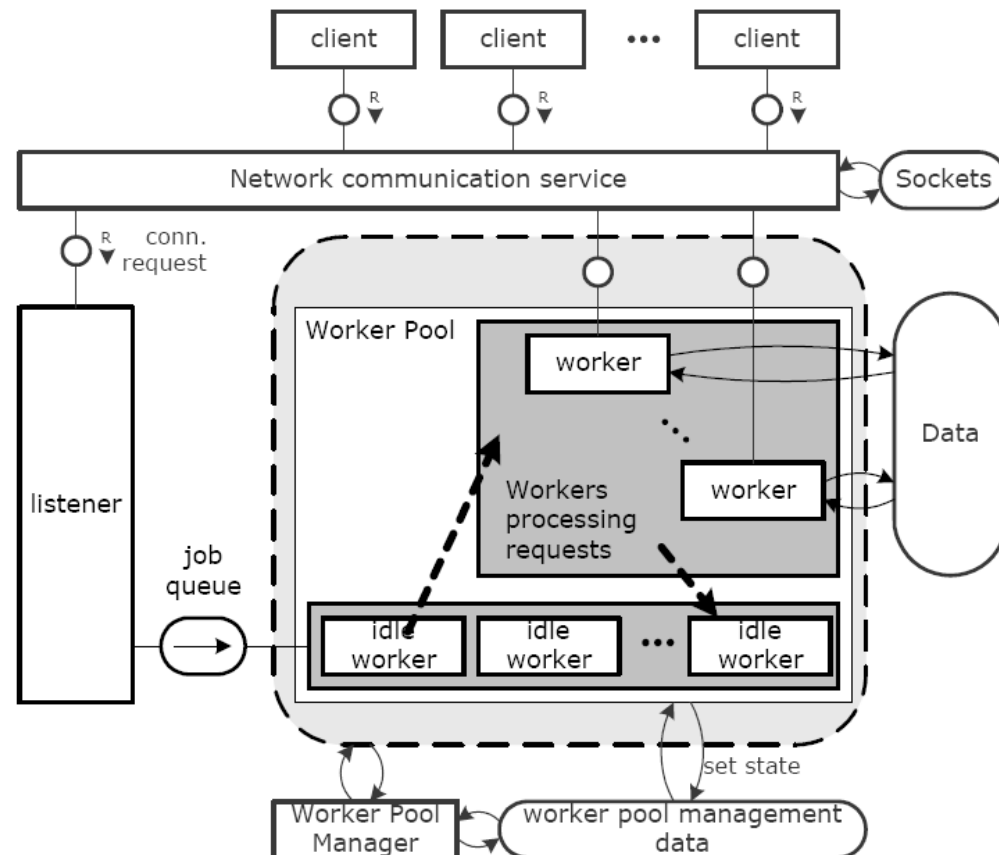 client
client
•••
client
R
R
R
Network communication service
Sockets
R
conn.
request
Worker Pool
worker
Data
worker
listener
Workers
processing
requests
job
queue
idle
worker
idle
worker
•••
idle
worker
set state
Worker Pool
Manager
worker pool management
data